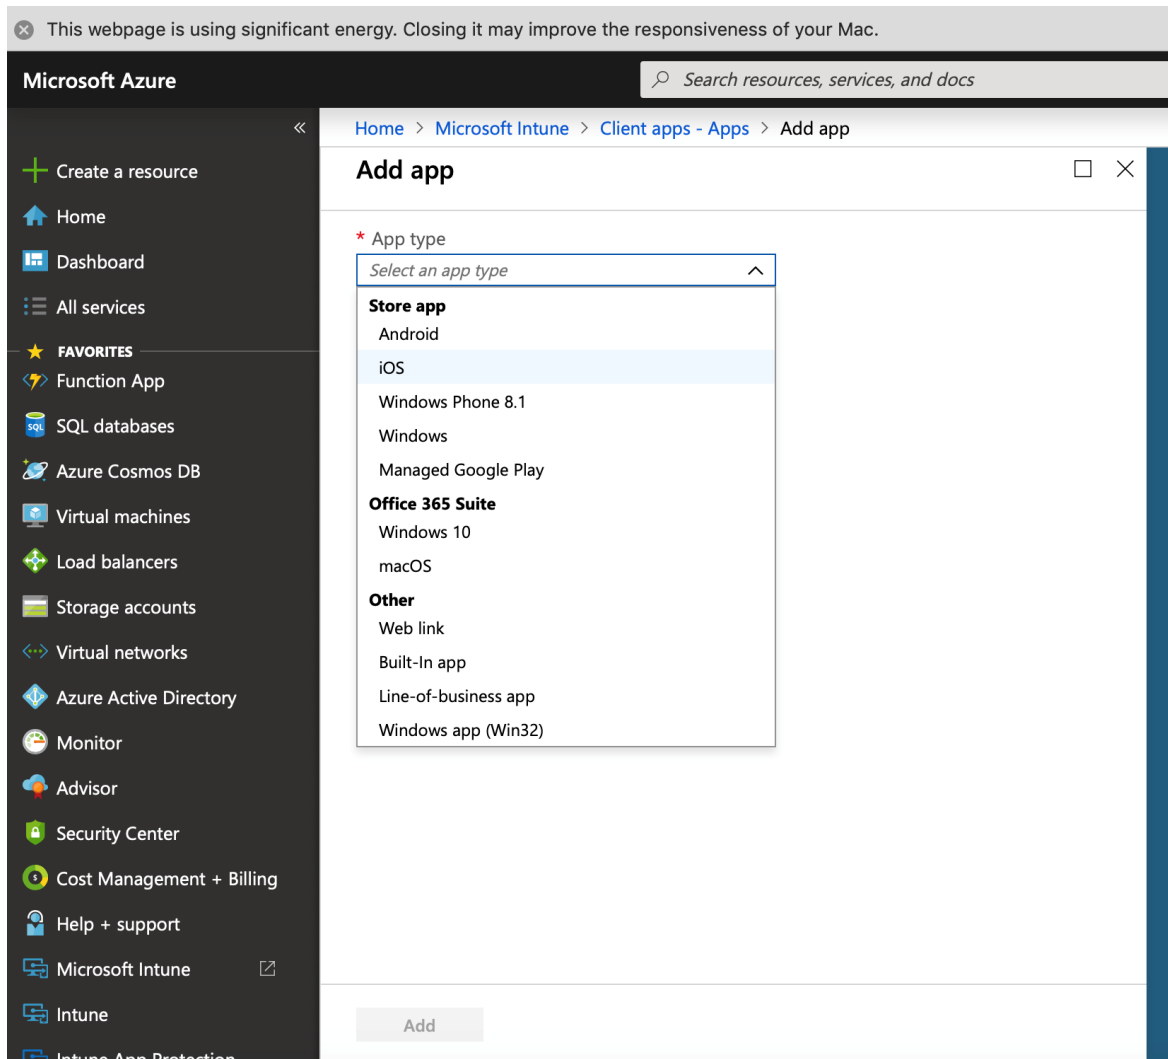 This webpage is using significant energy. Closing it may improve the responsiveness of your Mac.
Microsoft Azure
Search resources, services, and docs
Home > Microsoft Intune > Client apps - Apps > Add app
Add app
Create a resource
Home
Dashboard
All services
FAVORITES
Function App
SQL databases
Azure Cosmos DB
Virtual machines
Load balancers
Storage accounts
Virtual networks
Azure Active Directory
Monitor
Advisor
Security Center
Cost Management + Billing
Help + support
Microsoft Intune
Intune
Intune App Protection
* App type
Select an app type
Store app
Android
iOS
Windows Phone 8.1
Windows
Managed Google Play
Office 365 Suite
Windows 10
macOS
Other
Web link
Built-In app
Line-of-business app
Windows app (Win32)
Add